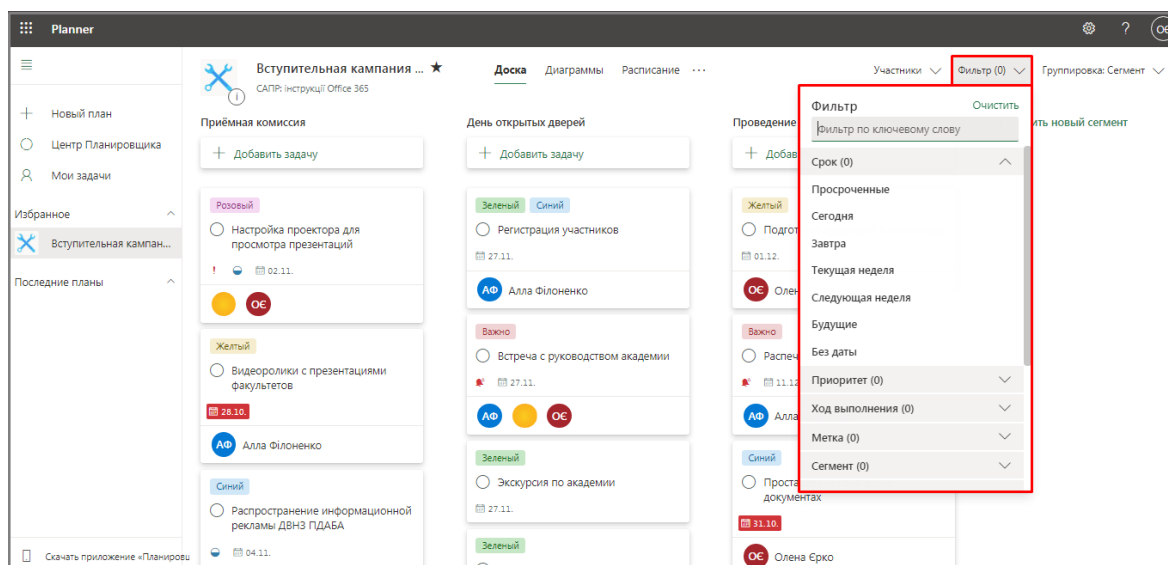 Planner
?
OЄ
Новый план
Центр Планировщика
Мои задачи
Избранное
Вступительная кампан...
Последние планы
Скачать приложение «Планировщ
Вступительная кампания ... ★
САПР: Інструкції Office 365
Доска Диаграммы Расписание ...
Участники Фильтр (0) Группировка: Сегмент
Приёмная комиссия
+ Добавить задачу
Розовый
Настройка проектора для
просмотра презентаций
! 02.11.
OЄ
Желтый
Видеоролики с презентациями
факультетов
28.10.
АФ Алла Філоненко
Синий
Распространение информационной
рекламы ДВНЗ ПДАБА
04.11.
День открытых дверей
+ Добавить задачу
Зеленый Синий
Регистрация участников
27.11.
АФ Алла Філоненко
Важно
Встреча с руководством академии
27.11.
АФ OЄ
Зеленый
Экскурсия по академии
27.11.
Зеленый
Проведение
+ Добав
Желтый
Подгот
01.12.
OЄ Олен
Важно
Распеч
11.12
АФ Алла
Синий
Проста
документах
31.10.
OЄ Олена Єрко
ить новый сегмент
Фильтр Очистить
Фильтр по ключевому слову
Срок (0)
Просроченные
Сегодня
Завтра
Текущая неделя
Следующая неделя
Будущие
Без даты
Приоритет (0)
Ход выполнения (0)
Метка (0)
Сегмент (0)